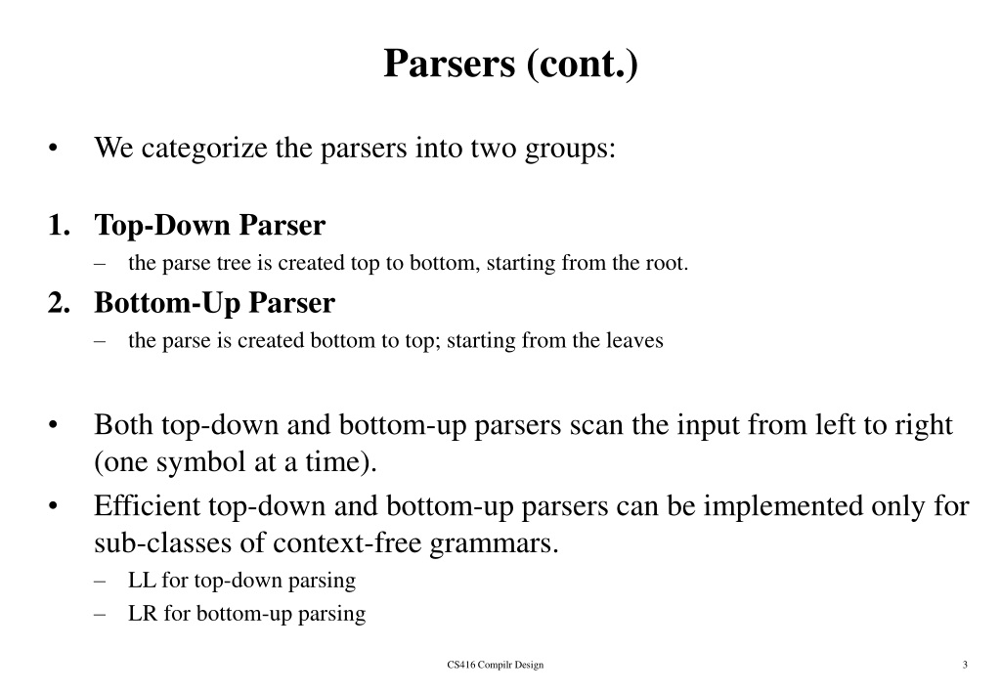 Parsers (cont.)
• We categorize the parsers into two groups:
1. Top-Down Parser
– the parse tree is created top to bottom, starting from the root.
2. Bottom-Up Parser
– the parse is created bottom to top; starting from the leaves
• Both top-down and bottom-up parsers scan the input from left to right
(one symbol at a time).
• Efficient top-down and bottom-up parsers can be implemented only for
sub-classes of context-free grammars.
– LL for top-down parsing
– LR for bottom-up parsing
CS416 Compilr Design 3